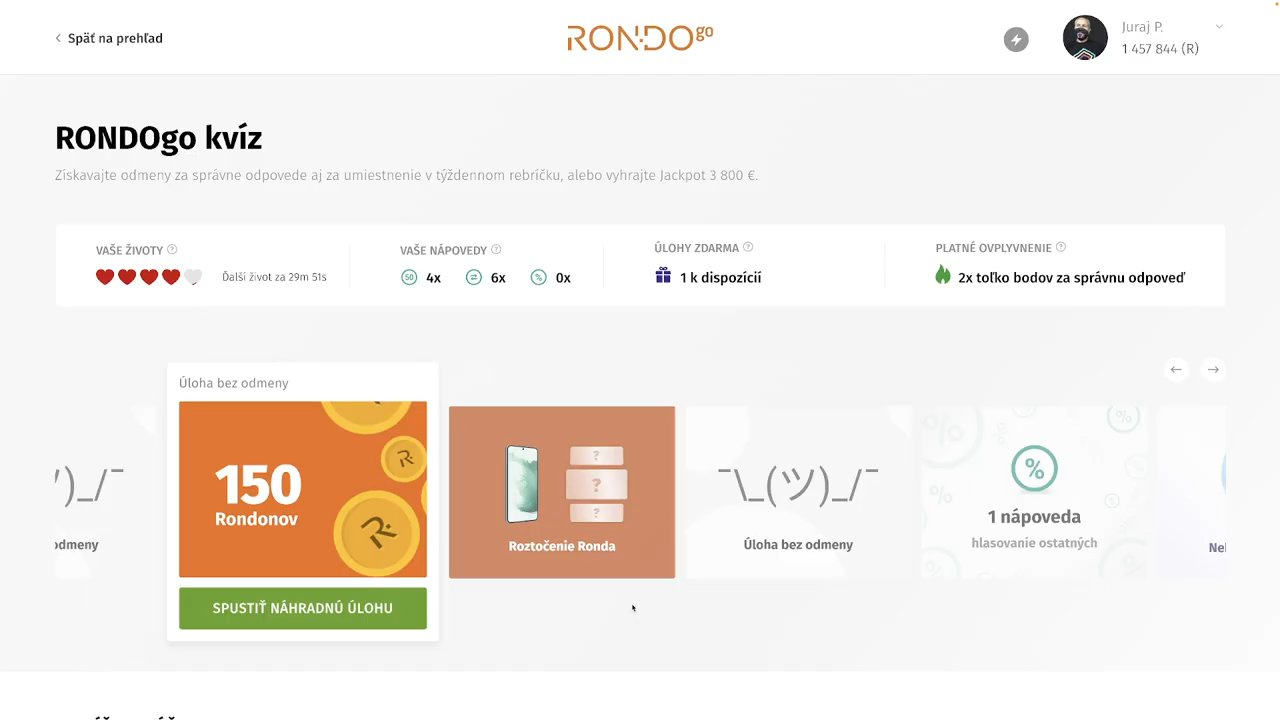 Späť na prehľad
RONDOgo
Juraj P.
1 457 844 (R)
RONDOgo kvíz
Získavajte odmeny za správne odpovede aj za umiestnenie v týždennom rebríčku, alebo vyhrajte Jackpot 3 800 €.
VAŠE ŽIVOTY
Ďalší život za 29m 51s
VAŠE NÁPOVEDY
50 4x 6x % 0x
ÚLOHY ZDARMA
1 k dispozícií
PLATNÉ OVPLYVNENIE
2x toľko bodov za správnu odpoveď
Úloha bez odmeny
150
Rondonov
SPUSTIŤ NÁHRADNÚ ÚLOHU
? ? ?
Roztočenie Ronda
¯\_(ツ)_/¯
Úloha bez odmeny
%
1 nápoveda
hlasovanie ostatných